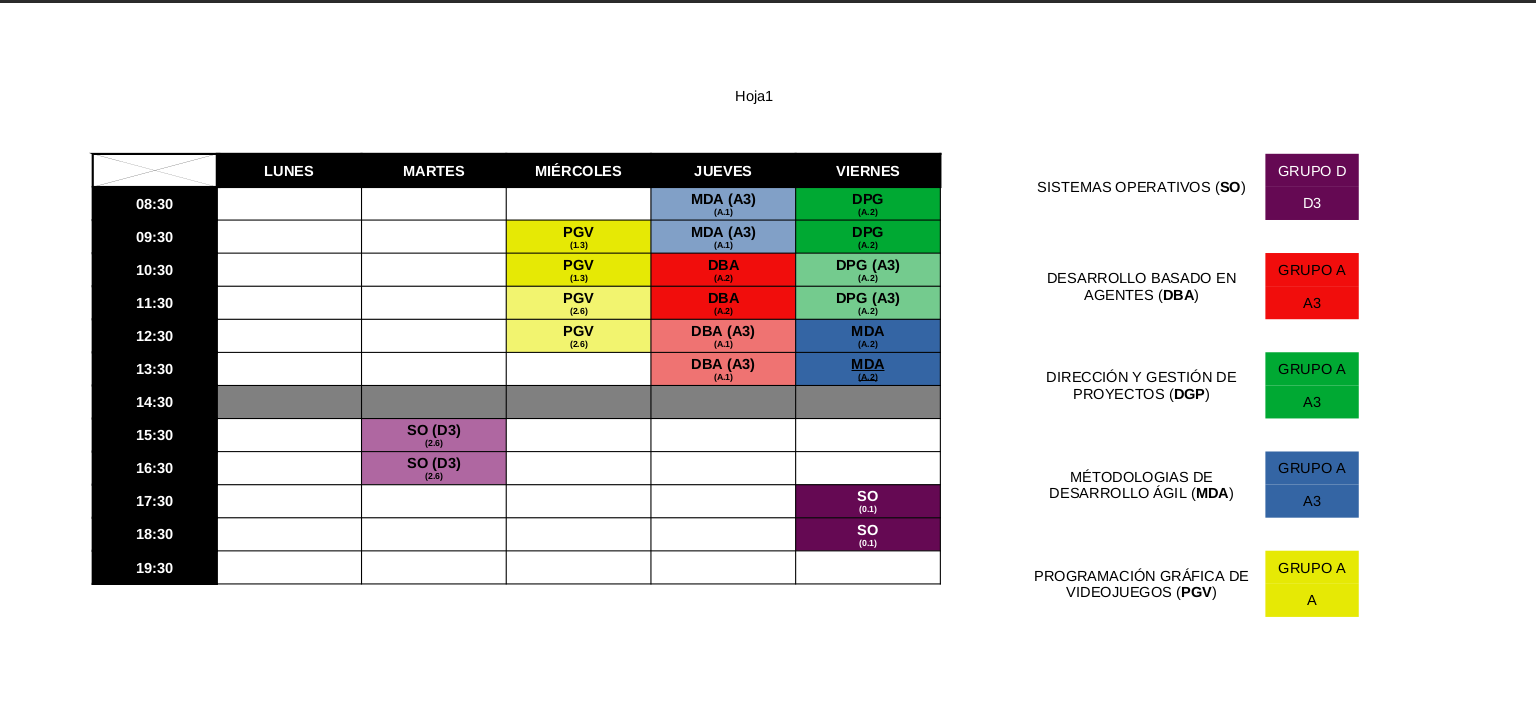 Hoja1
LUNES MARTES MIÉRCOLES JUEVES VIERNES
08:30 MDA (A3) DPG
(A.1) (A.2)
09:30 PGV MDA (A3) DPG
(1.3) (A.1) (A.2)
10:30 PGV DBA DPG (A3)
(1.3) (A.2) (A.2)
11:30 PGV DBA DPG (A3)
(2.6) (A.2) (A.2)
12:30 PGV DBA (A3) MDA
(2.6) (A.1) (A.2)
13:30 DBA (A3) MDA
(A.1) (A.2)
14:30
15:30 SO (D3)
(2.6)
16:30 SO (D3)
(2.6)
17:30 SO
(0.1)
18:30 SO
(0.1)
19:30
SISTEMAS OPERATIVOS (SO)
GRUPO D
D3
DESARROLLO BASADO EN
AGENTES (DBA)
GRUPO A
A3
DIRECCIÓN Y GESTIÓN DE
PROYECTOS (DGP)
GRUPO A
A3
MÉTODOLOGIAS DE
DESARROLLO ÁGIL (MDA)
GRUPO A
A3
PROGRAMACIÓN GRÁFICA DE
VIDEOJUEGOS (PGV)
GRUPO A
A